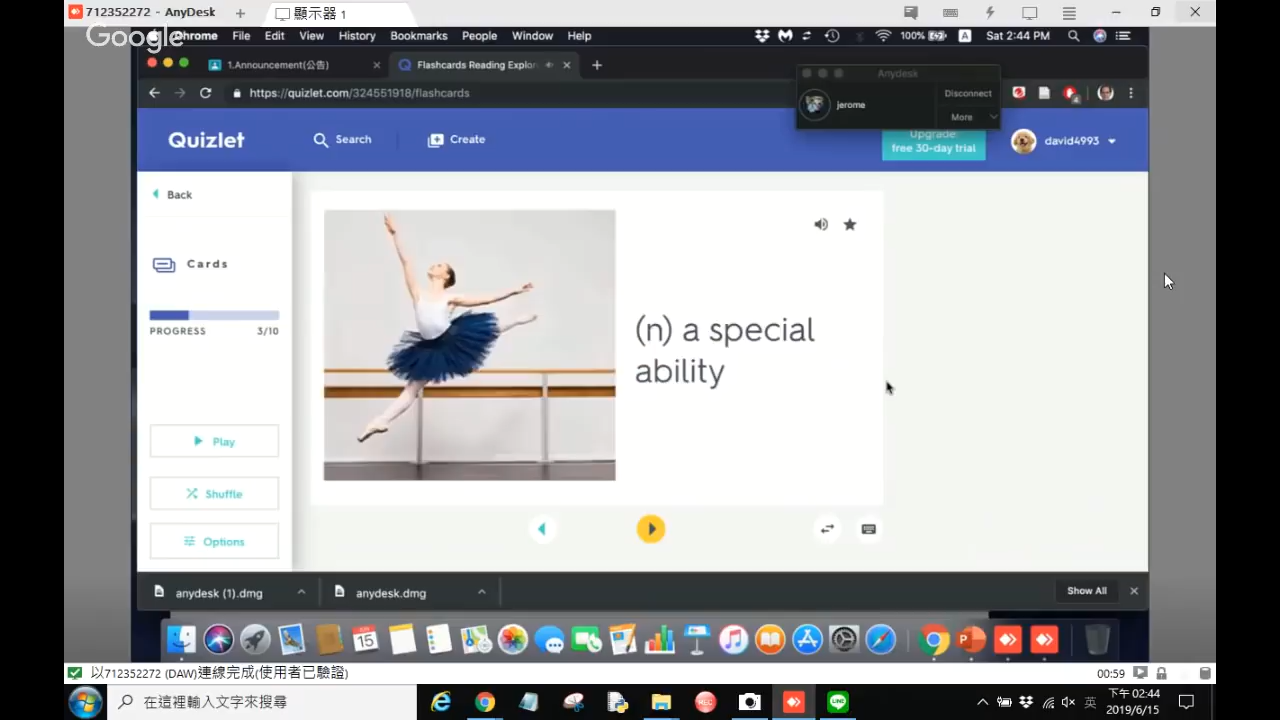 712352272 - AnyDesk
顯示器 1
Google
Chrome File Edit View History Bookmarks People Window Help
100%
A
Sat 2:44 PM
1.Announcement(公告)
Flashcards Reading Explor
Anydesk
https://quizlet.com/324551918/flashcards
jerome
Disconnect
More
Quizlet
Search
Create
Upgrade:
free 30-day trial
david4993
Back
Cards
PROGRESS 3/10
(n) a special
ability
Play
Shuffle
Options
anydesk (1).dmg
anydesk.dmg
Show All
15
以712352272 (DAW)連線完成(使用者已驗證)
00:59
在這裡輸入文字來搜尋
REC
LINE
英
下午 02:44
2019/6/15